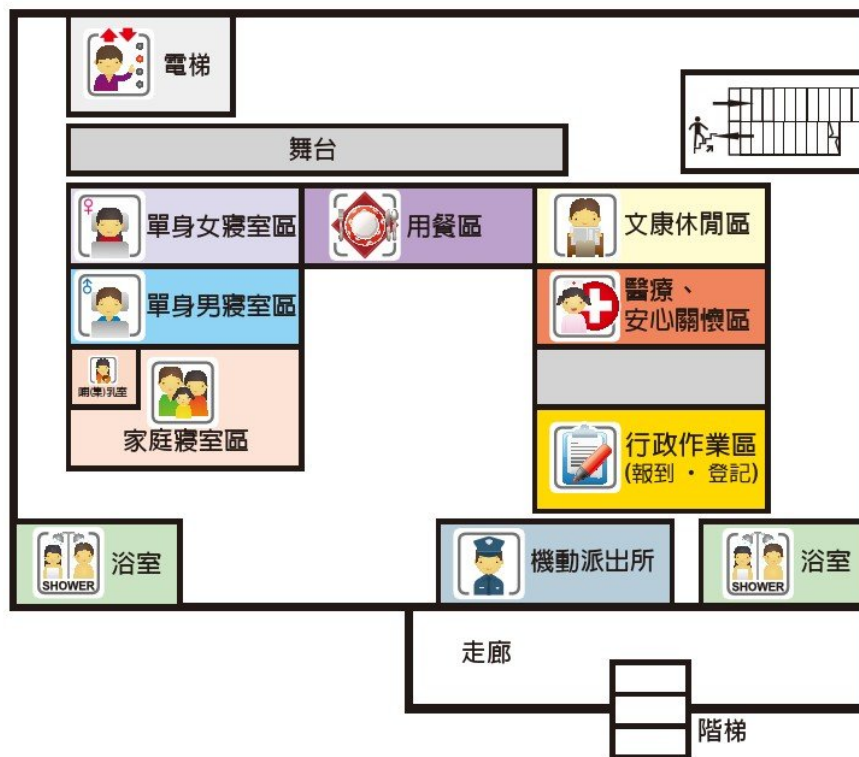 電梯
舞台
單身女寢室區
用餐區
文康休閒區
單身男寢室區
醫療、
安心關懷區
哺(集)乳室
家庭寢室區
行政作業區
(報到 · 登記)
SHOWER
浴室
機動派出所
SHOWER
浴室
走廊
階梯